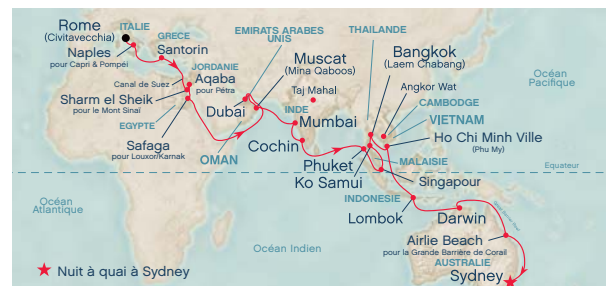 Rome
(Civitavecchia)
ITALIE
Naples
pour Capri & Pompéi
GRECE
Santorin
JORDANIE
Canal de Suez
Aqaba
pour Pétra
Sharm el Sheik
pour le Mont Sinaï
EGYPTE
Safaga
pour Louxor/Karnak
EMIRATS ARABES
UNIS
Muscat
(Mina Qaboos)
Taj Mahal
Dubai
INDE
Mumbai
OMAN
Cochin
THAILANDE
Bangkok
(Laem Chabang)
Angkor Wat
CAMBODGE
VIETNAM
Ho Chi Minh Ville
(Phu My)
Phuket
MALAISIE
Ko Samui
Singapour
INDONESIE
Lombok
Darwin
Airlie Beach
pour la Grande Barrière de Corail
AUSTRALIE
Sydney
Océan
Pacifique
Equateur
Océan
Atlantique
Océan Indien
Nuit à quai à Sydney